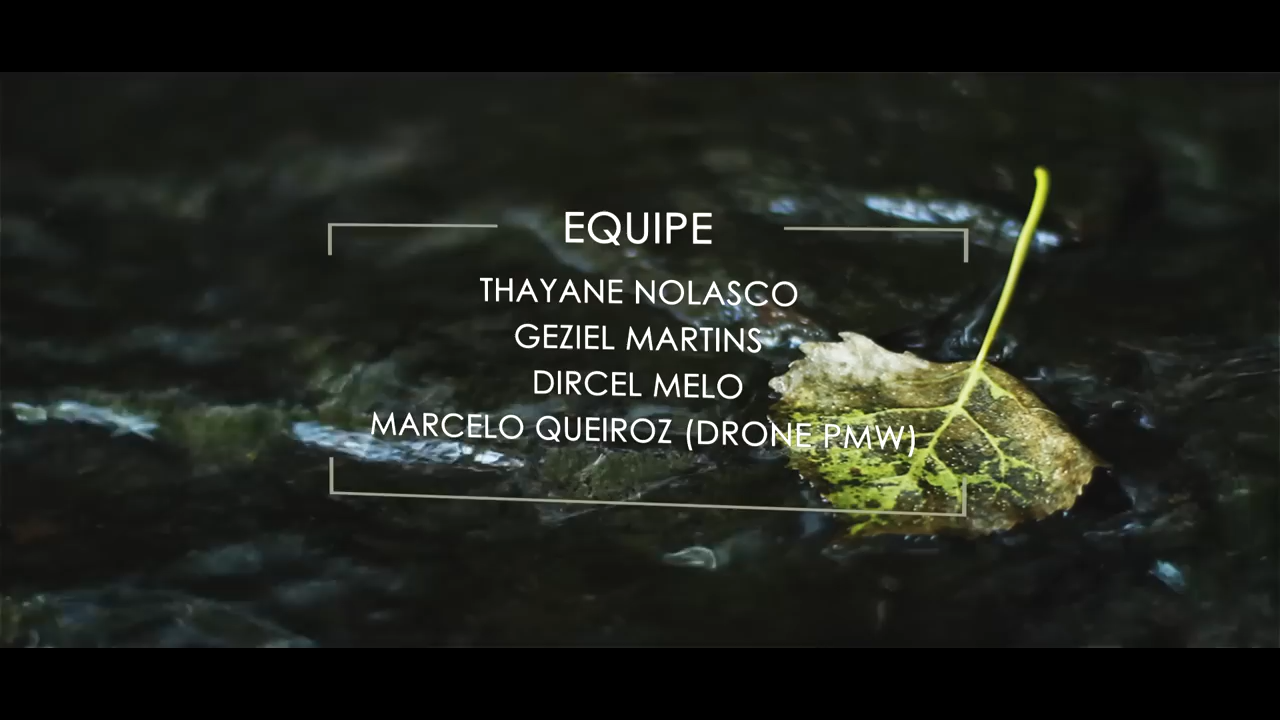 EQUIPE
THAYANE NOLASCO
GEZIEL MARTINS
DIRCEL MELO
MARCELO QUEIROZ (DRONE PMW)